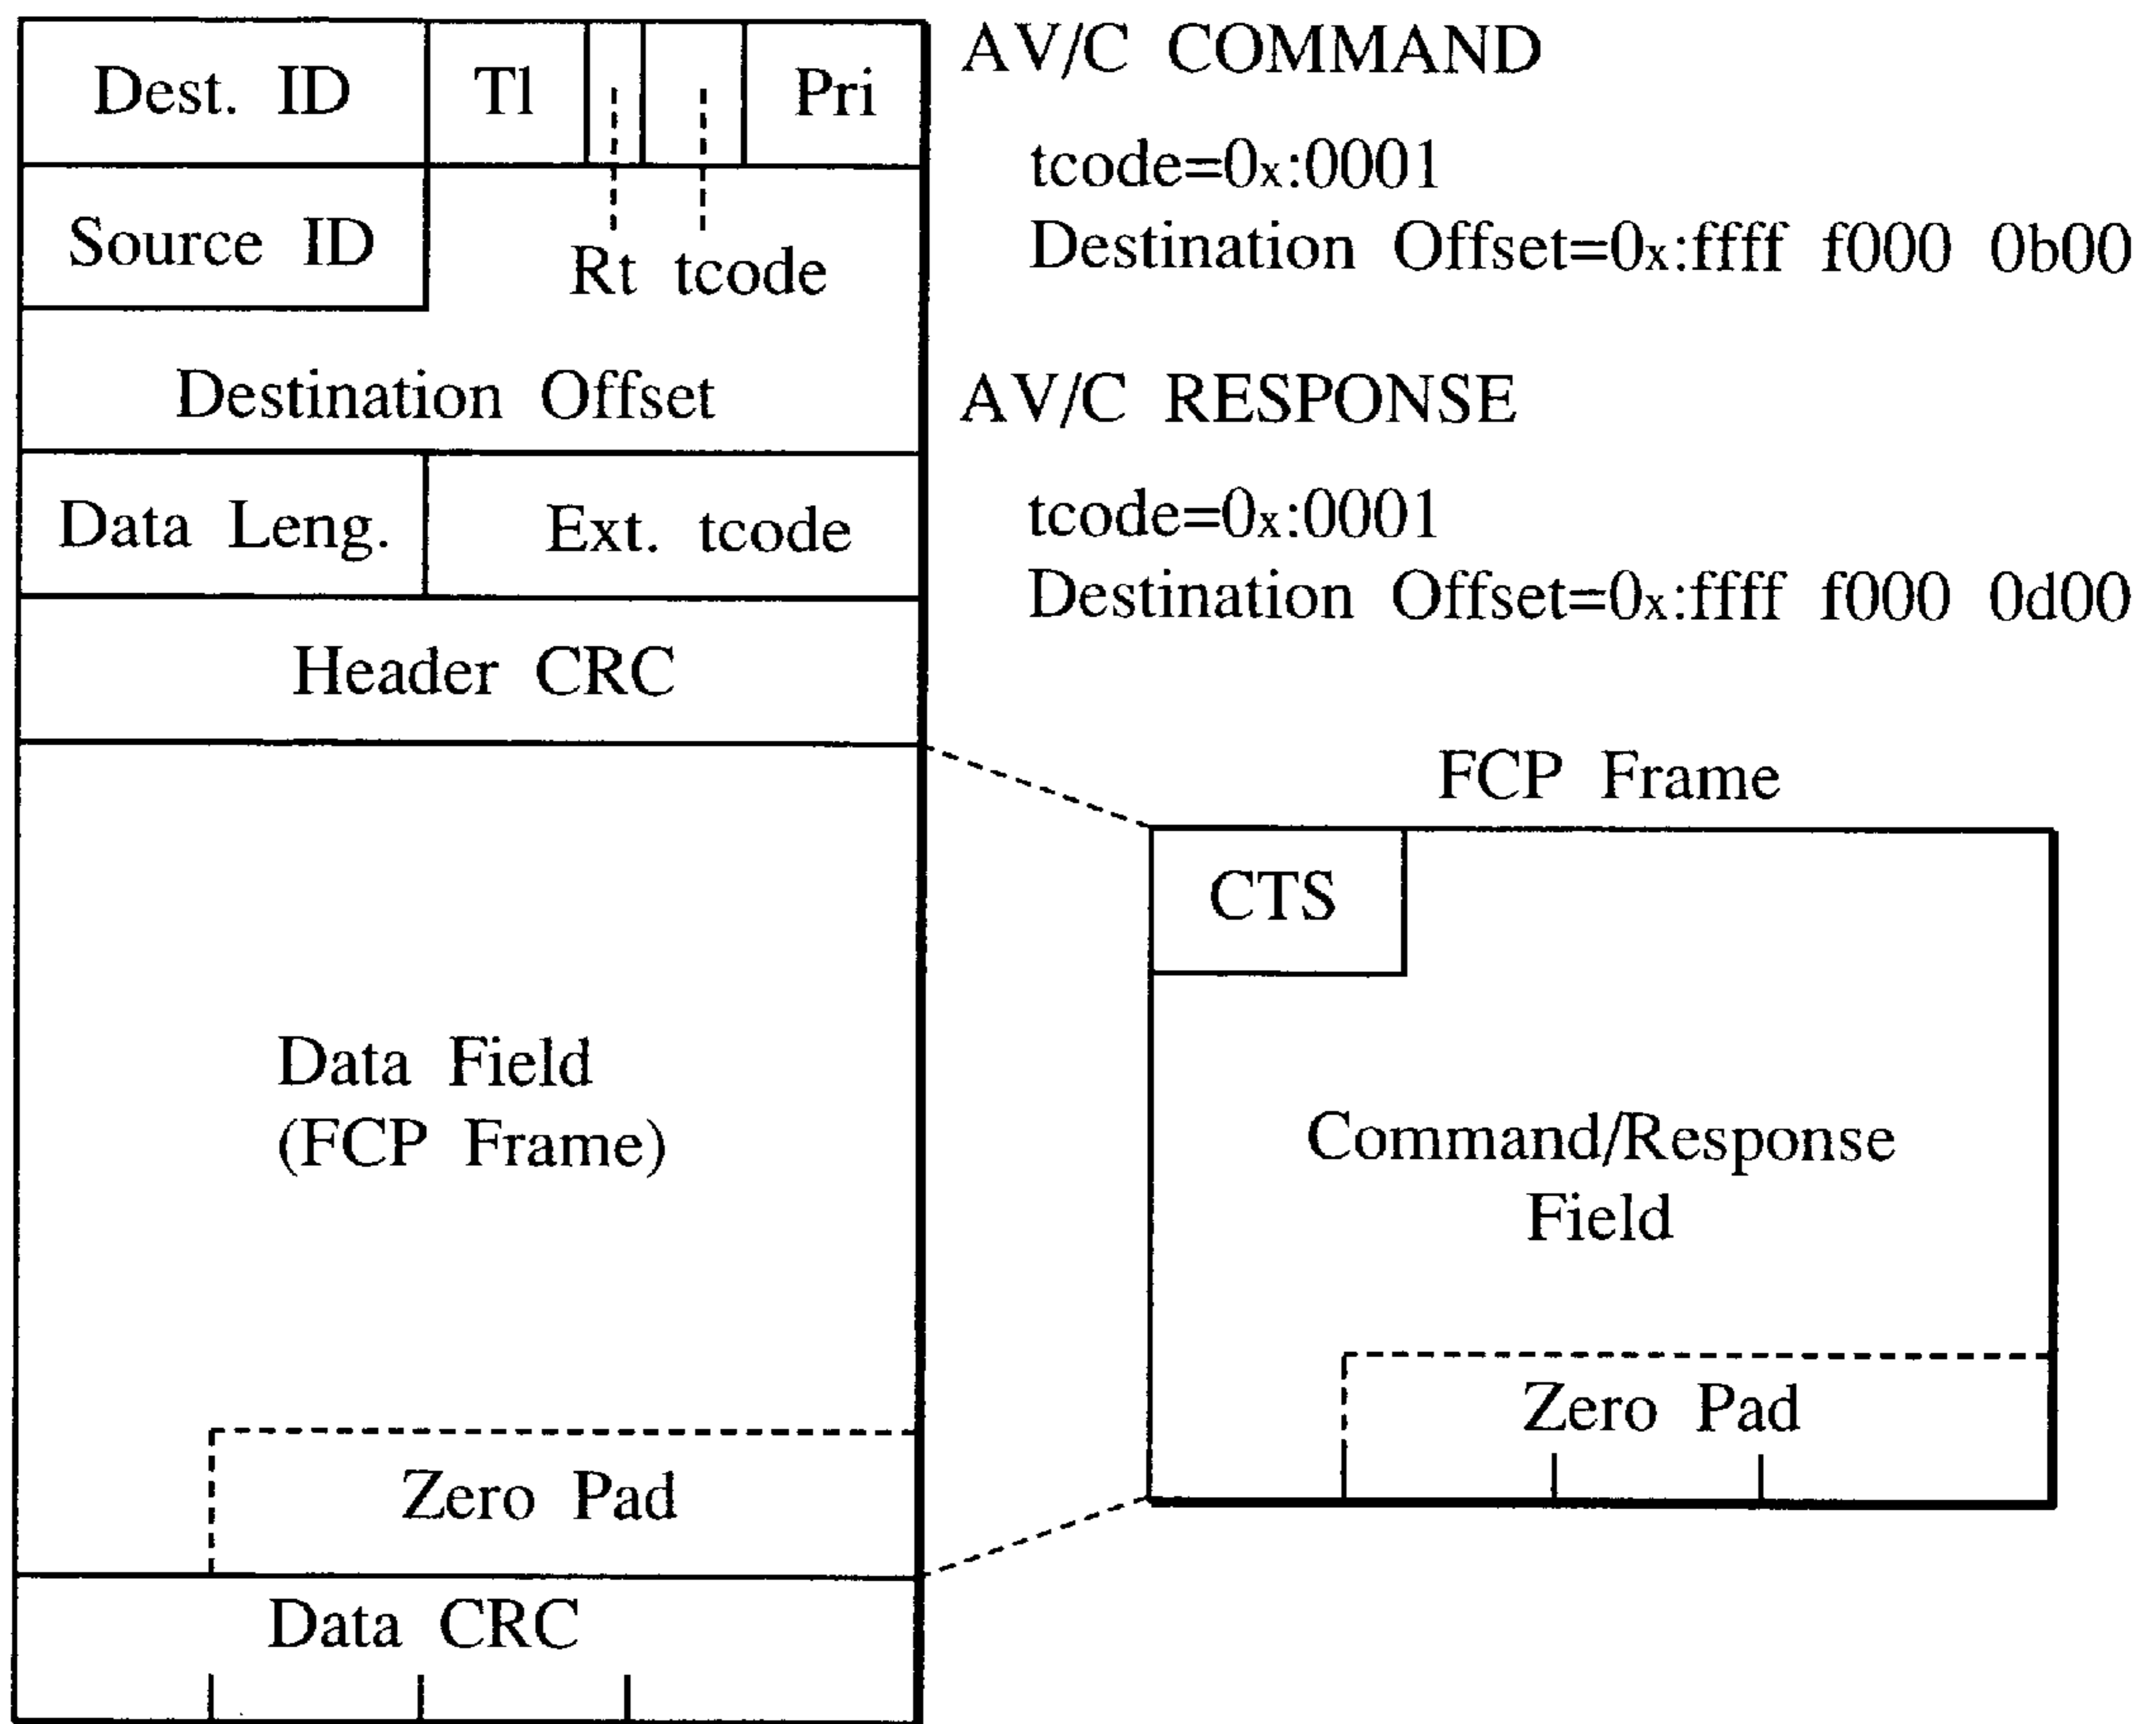 Dest. ID Tl Pri
Source ID
Rt tcode
Destination Offset
Data Leng. Ext. tcode
Header CRC
Data Field
(FCP Frame)
Zero Pad
Data CRC
AV/C COMMAND
tcode=0x:0001
Destination Offset=0x:ffff f000 0b00
AV/C RESPONSE
tcode=0x:0001
Destination Offset=0x:ffff f000 0d00
FCP Frame
CTS
Command/Response
Field
Zero Pad